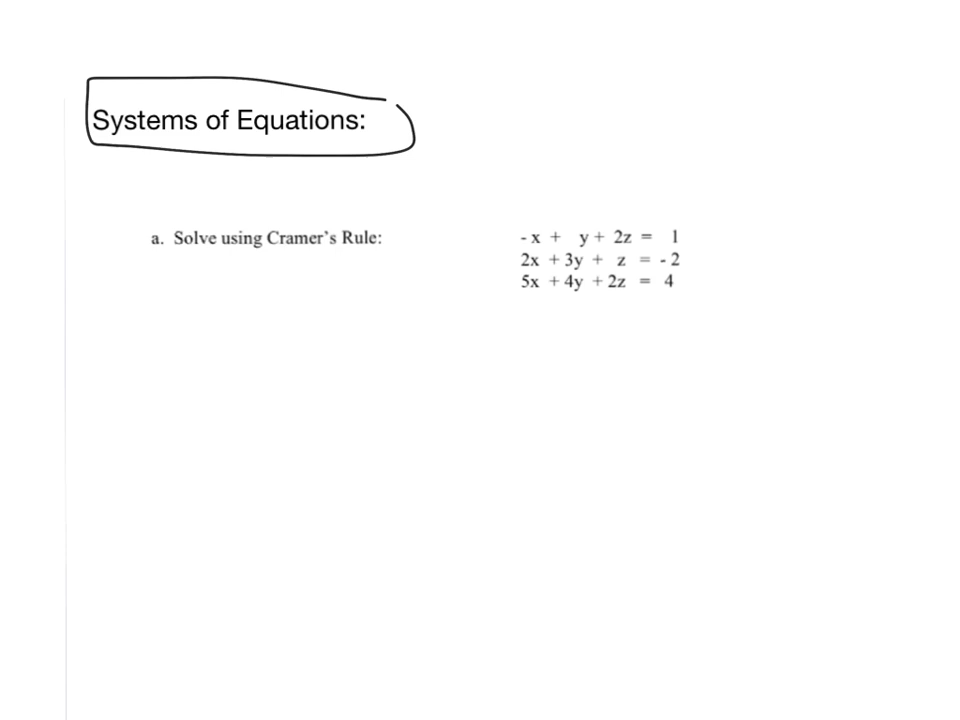 Systems of Equations:
a. Solve using Cramer's Rule:
- x + y + 2z = 1
2x + 3y + z = - 2
5x + 4y + 2z = 4